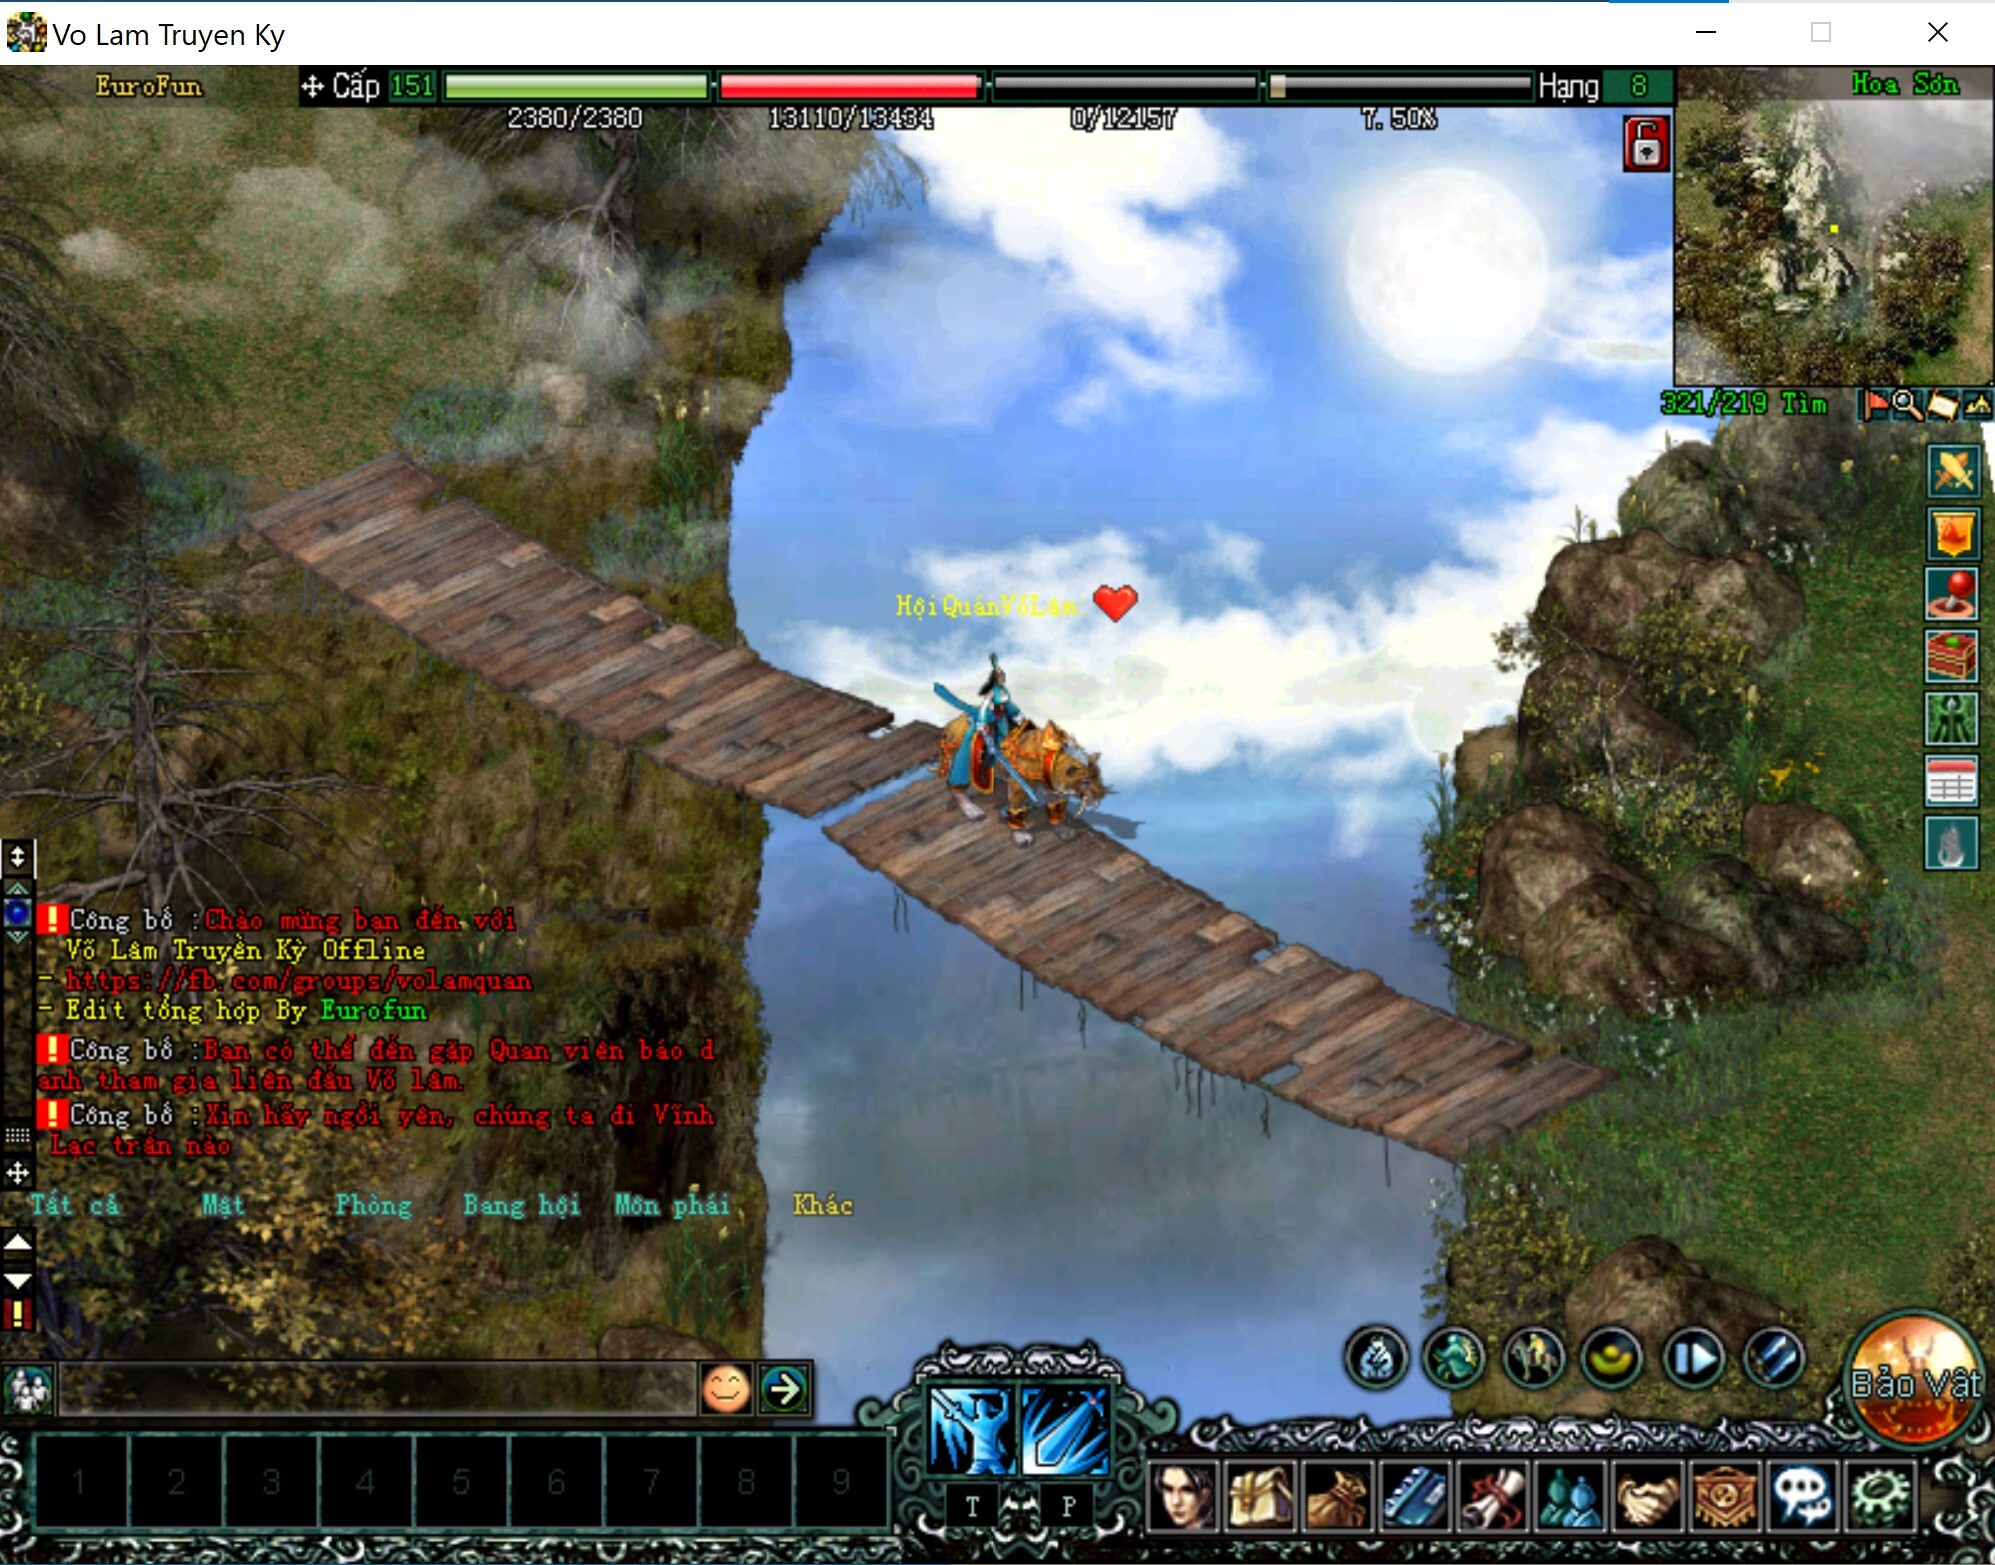 Vo Lam Truyen Ky
EuroFun
Cấp 151
Hạng 8
Hoa Sơn
2380/2380
13110/13434
0/12157
7.50%
321/219 Tìm
HộiQuánVõLâm
Công bố :Chào mừng bạn đến với
Võ Lâm Truyền Kỳ Offline
- https://fb.com/groups/volamquan
- Edit tổng hợp By Eurofun
Công bố :Bạn có thể đến gặp Quan viên báo d
anh tham gia liên đấu Võ lâm.
Công bố :Xin hãy ngồi yên, chúng ta đi Vĩnh
Lạc trấn nào
Tất cả Mật Phòng Bang hội Môn phái Khác
Bảo Vật
1 2 3 4 5 6 7 8 9
T P